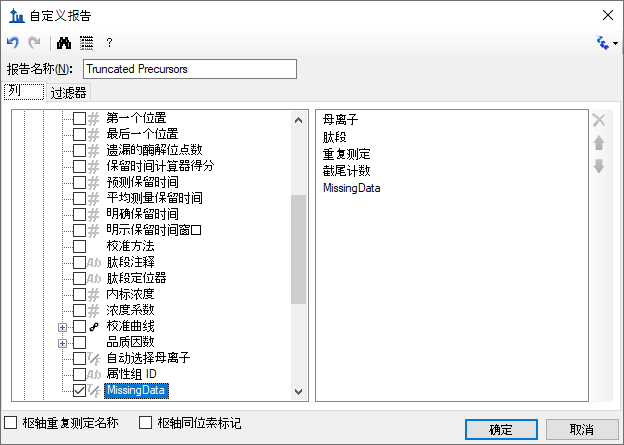 自定义报告
?
报告名称(N):
Truncated Precursors
列
过滤器
# 第一个位置
# 最后一个位置
# 遗漏的酶解位点数
# 保留时间计算器得分
# 预测保留时间
# 平均测量保留时间
# 明确保留时间
# 明示保留时间窗口
校准方法
Ab 肽段注释
Ab 肽段定位器
# 内标浓度
# 浓度系数
校准曲线
品质因数
T/F 自动选择母离子
Ab 属性组 ID
T/F MissingData
母离子
肽段
重复测定
截尾计数
MissingData
枢轴重复测定名称
枢轴同位素标记
确定
取消